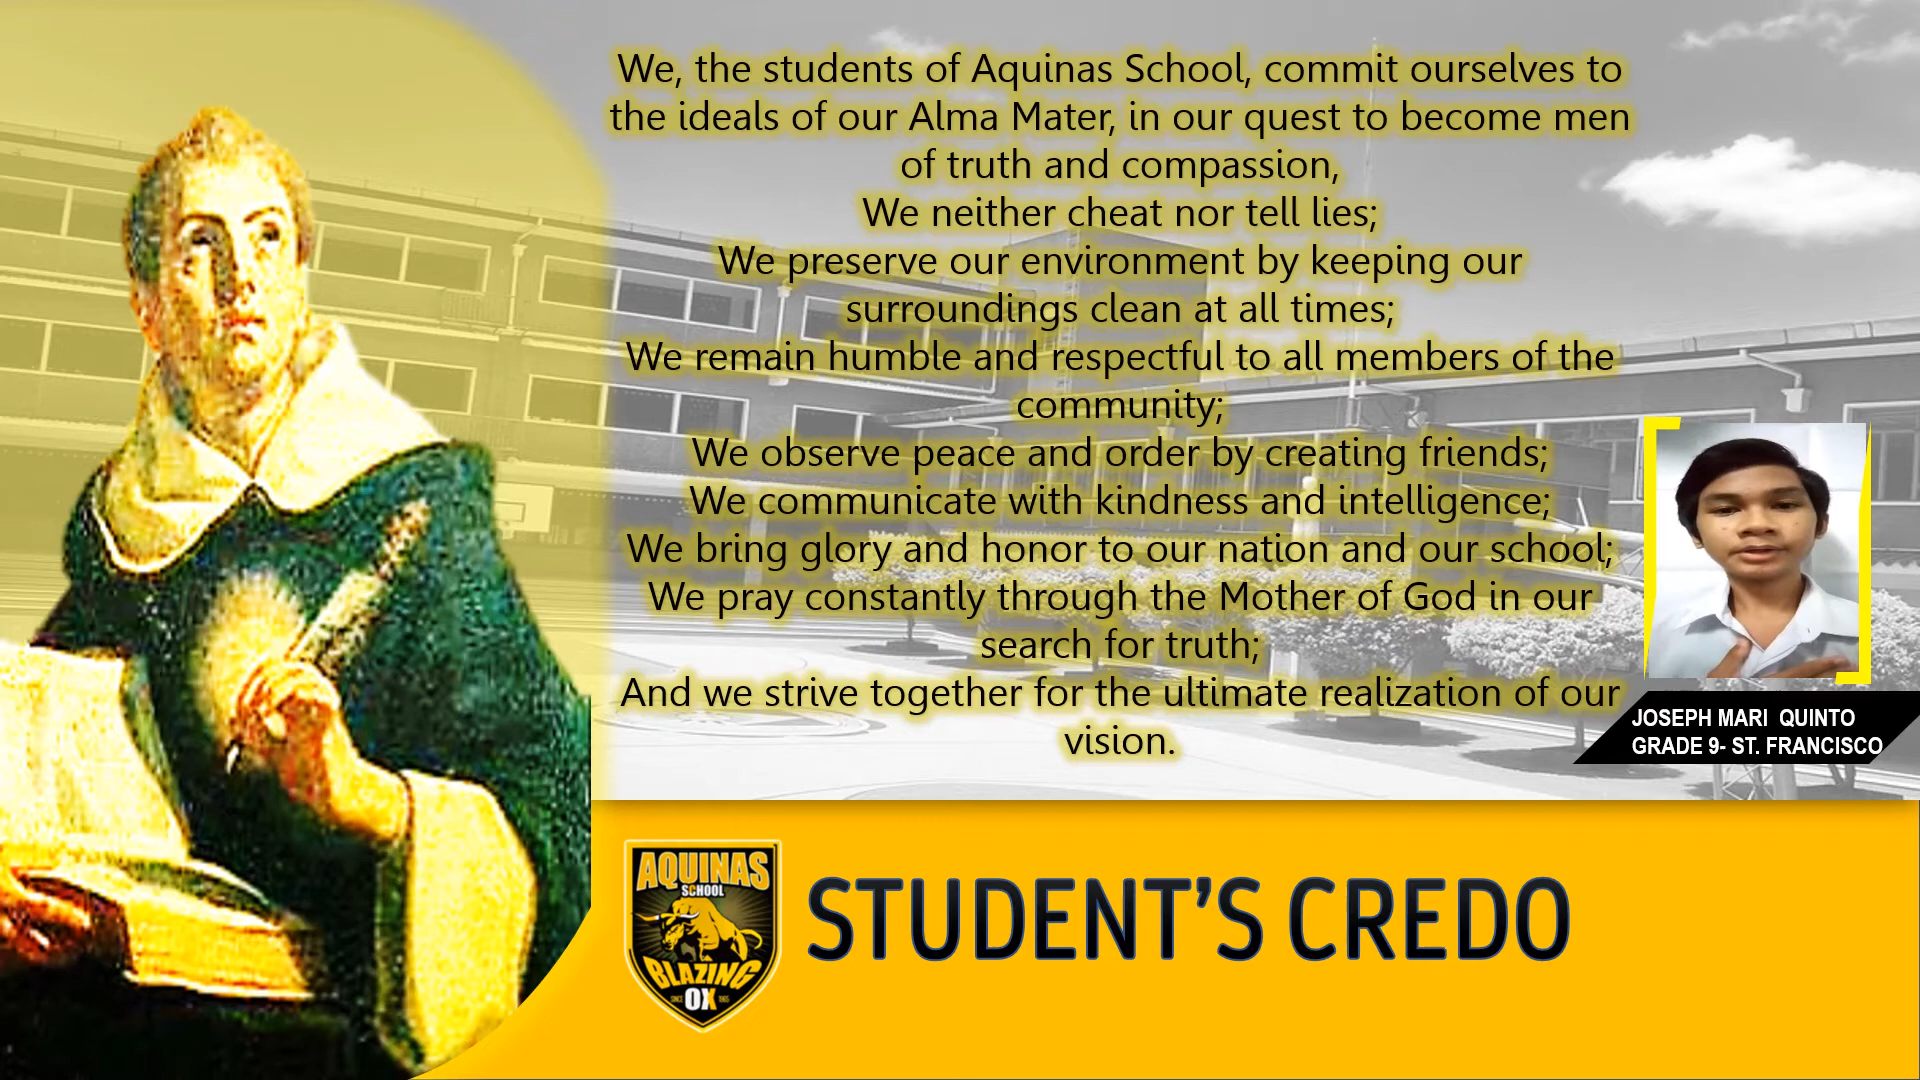 We, the students of Aquinas School, commit ourselves to
the ideals of our Alma Mater, in our quest to become men
of truth and compassion,
We neither cheat nor tell lies;
We preserve our environment by keeping our
surroundings clean at all times;
We remain humble and respectful to all members of the
community;
We observe peace and order by creating friends;
We communicate with kindness and intelligence;
We bring glory and honor to our nation and our school;
We pray constantly through the Mother of God in our
search for truth;
And we strive together for the ultimate realization of our
vision.
JOSEPH MARI  QUINTO
GRADE 9- ST. FRANCISCO
AQUINAS
SCHOOL
BLAZING
SINCE OX 1965
STUDENT'S CREDO